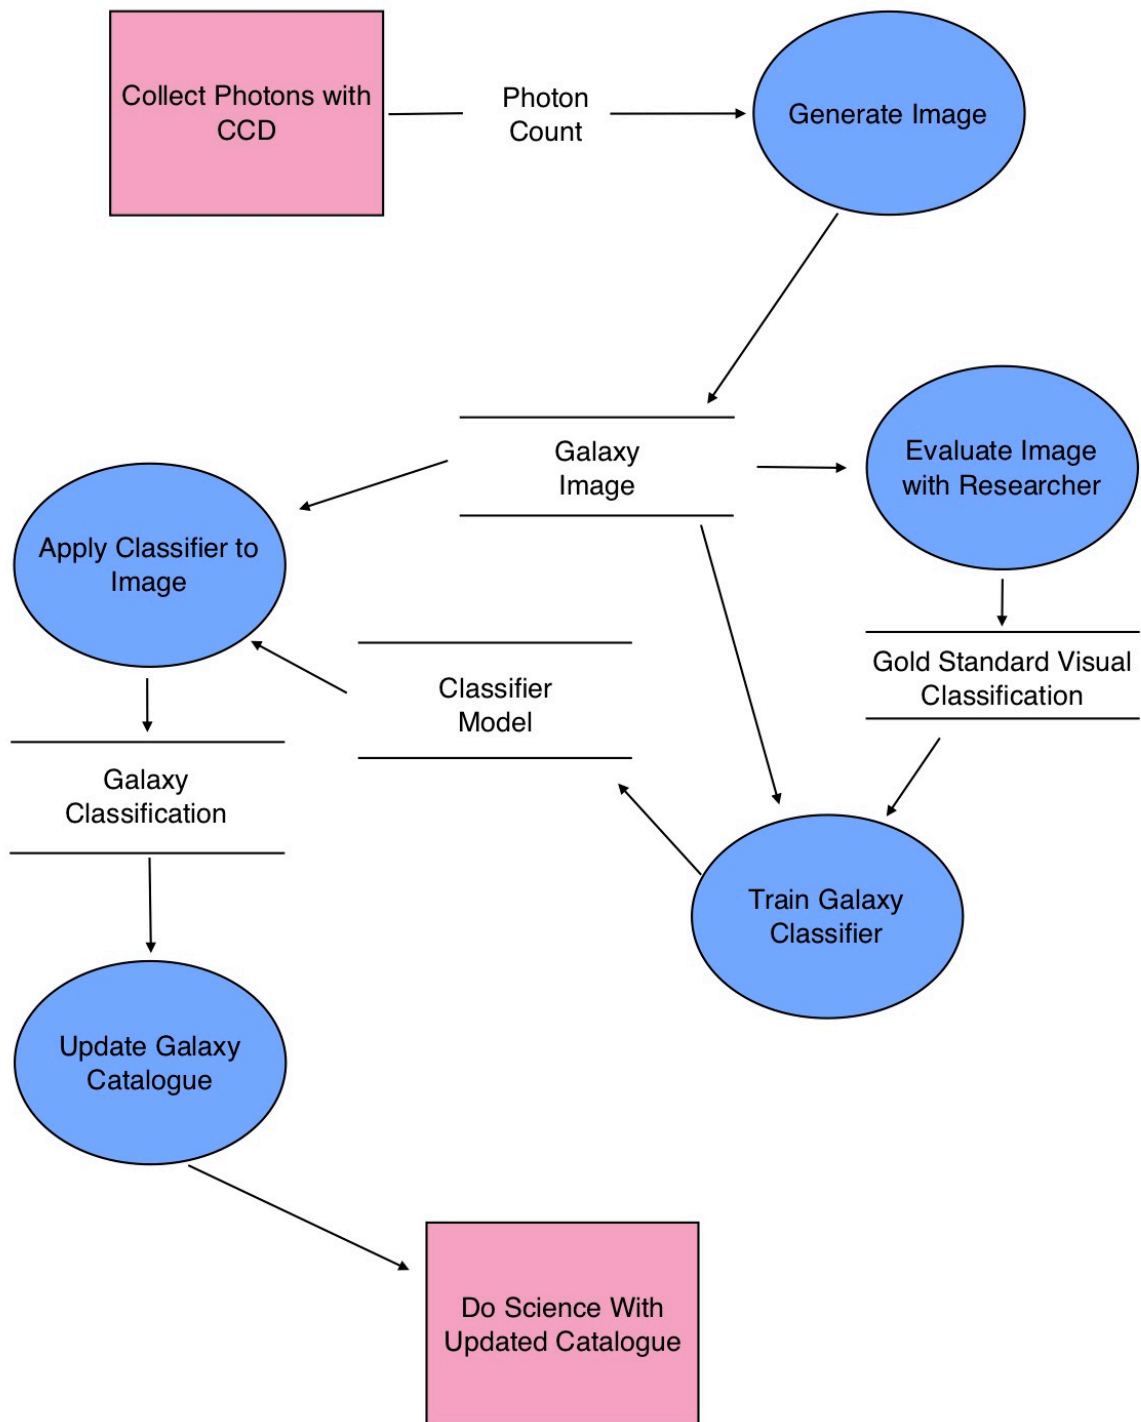 Collect Photons with
CCD
Photon
Count
Generate Image
Galaxy
Image
Evaluate Image
with Researcher
Apply Classifier to
Image
Gold Standard Visual
Classification
Classifier
Model
Galaxy
Classification
Train Galaxy
Classifier
Update Galaxy
Catalogue
Do Science With
Updated Catalogue